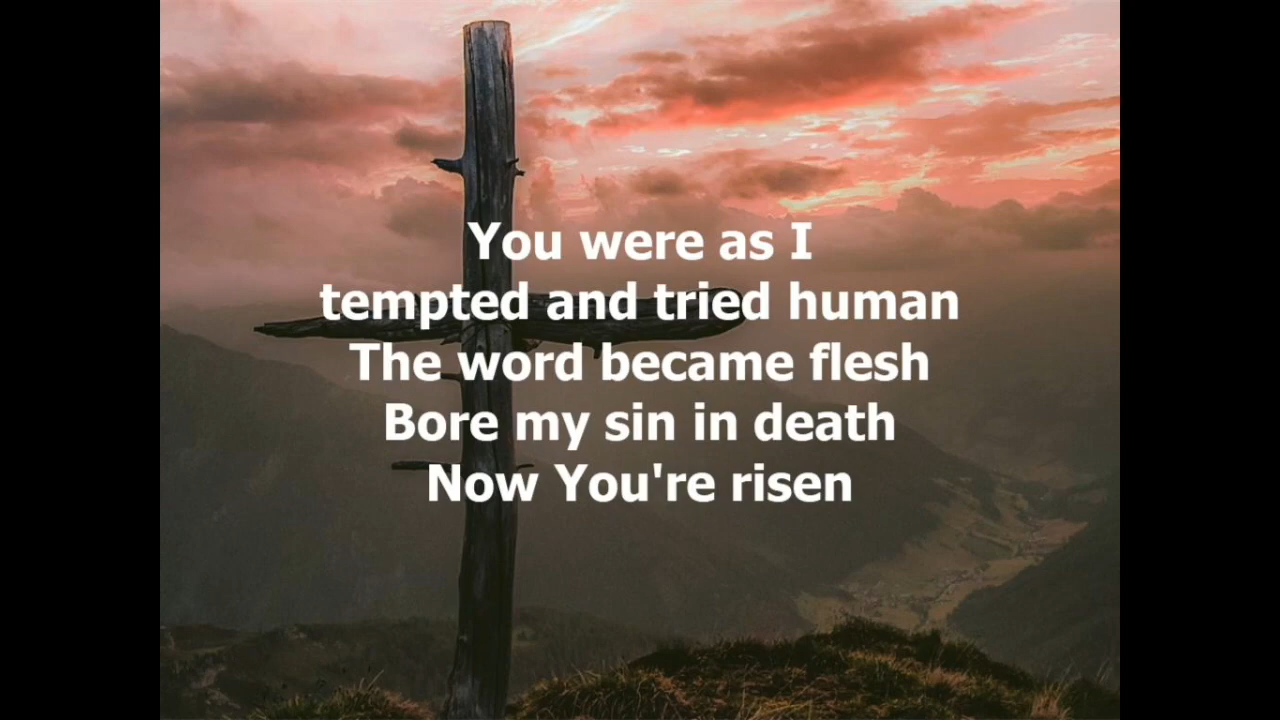 You were as I
tempted and tried human
The word became flesh
Bore my sin in death
Now You're risen